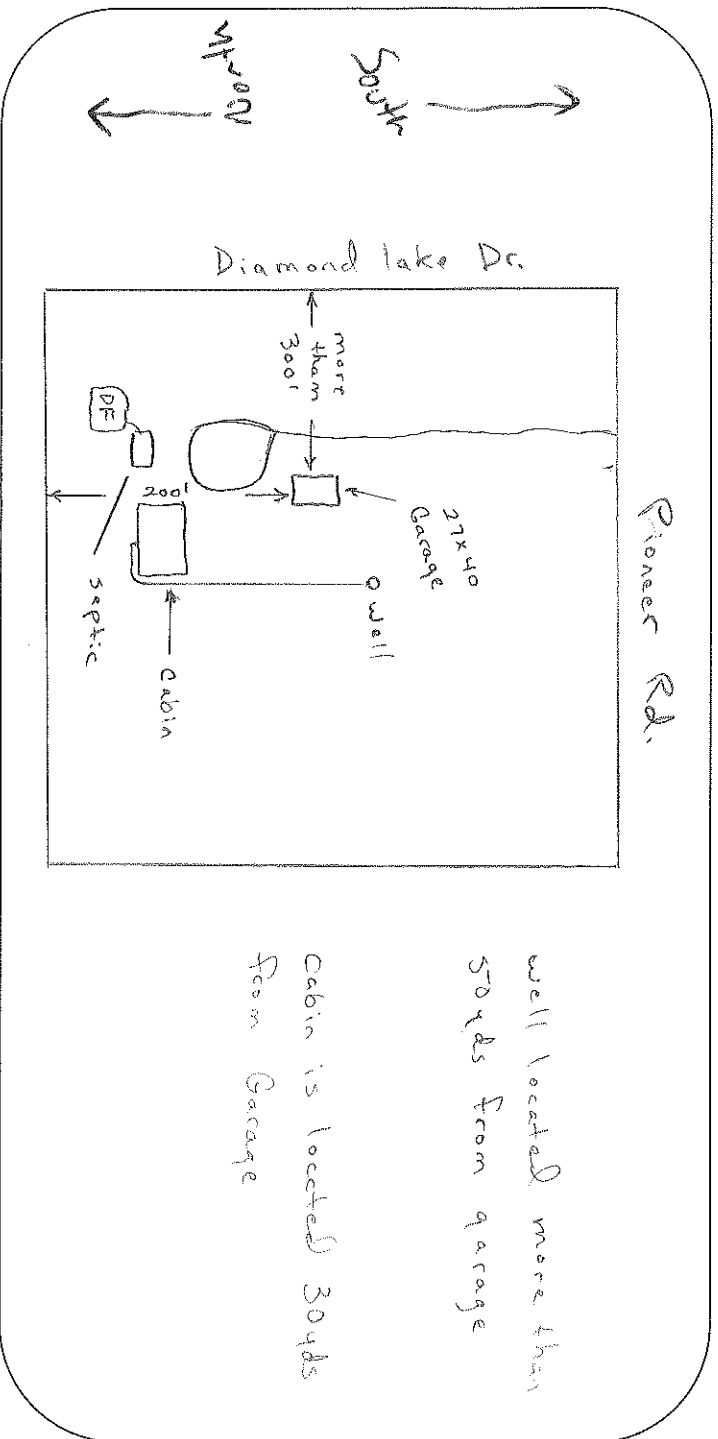 North
South
Diamond lake Dr.
Pioneer Rd.
more
than
300'
27x40
Garage
DF
200'
well
septic
Cabin
well located more than
50yds from garage
Cabin is located 30yds
from Garage